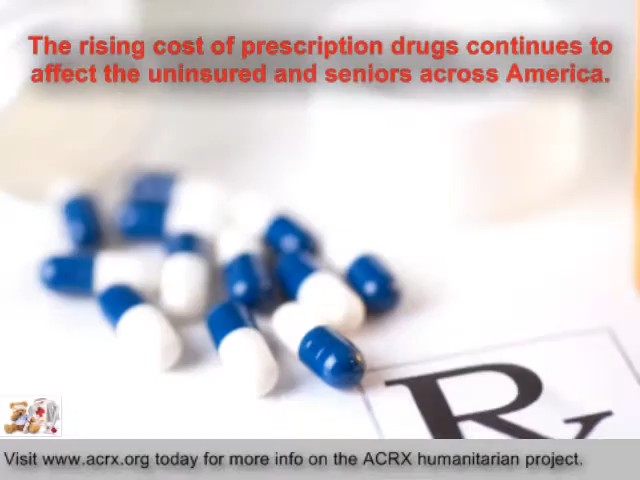 The rising cost of prescription drugs continues to
affect the uninsured and seniors across America.
Rx
Visit www.acrx.org today for more info on the ACRX humanitarian project.